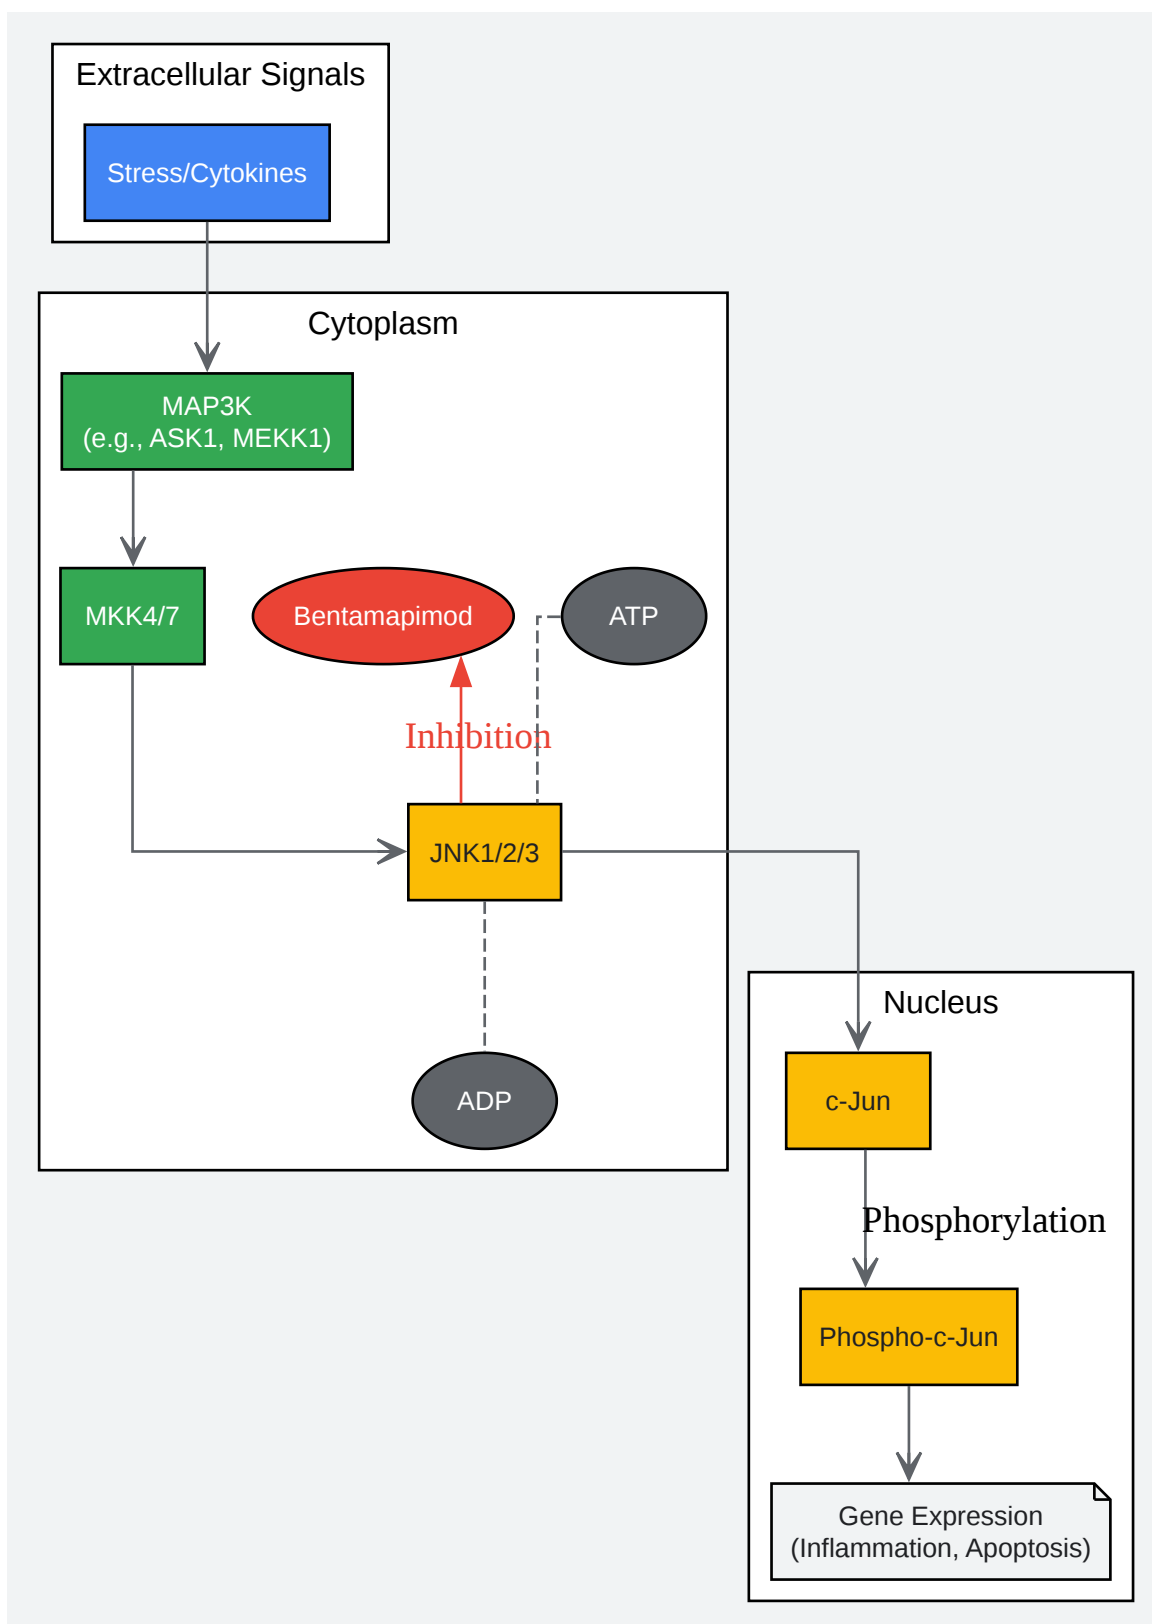 Extracellular Signals
Stress/Cytokines
Cytoplasm
MAP3K
(e.g., ASK1, MEKK1)
MKK4/7
Bentamapimod
ATP
Inhibition
JNK1/2/3
ADP
Nucleus
c-Jun
Phosphorylation
Phospho-c-Jun
Gene Expression
(Inflammation, Apoptosis)